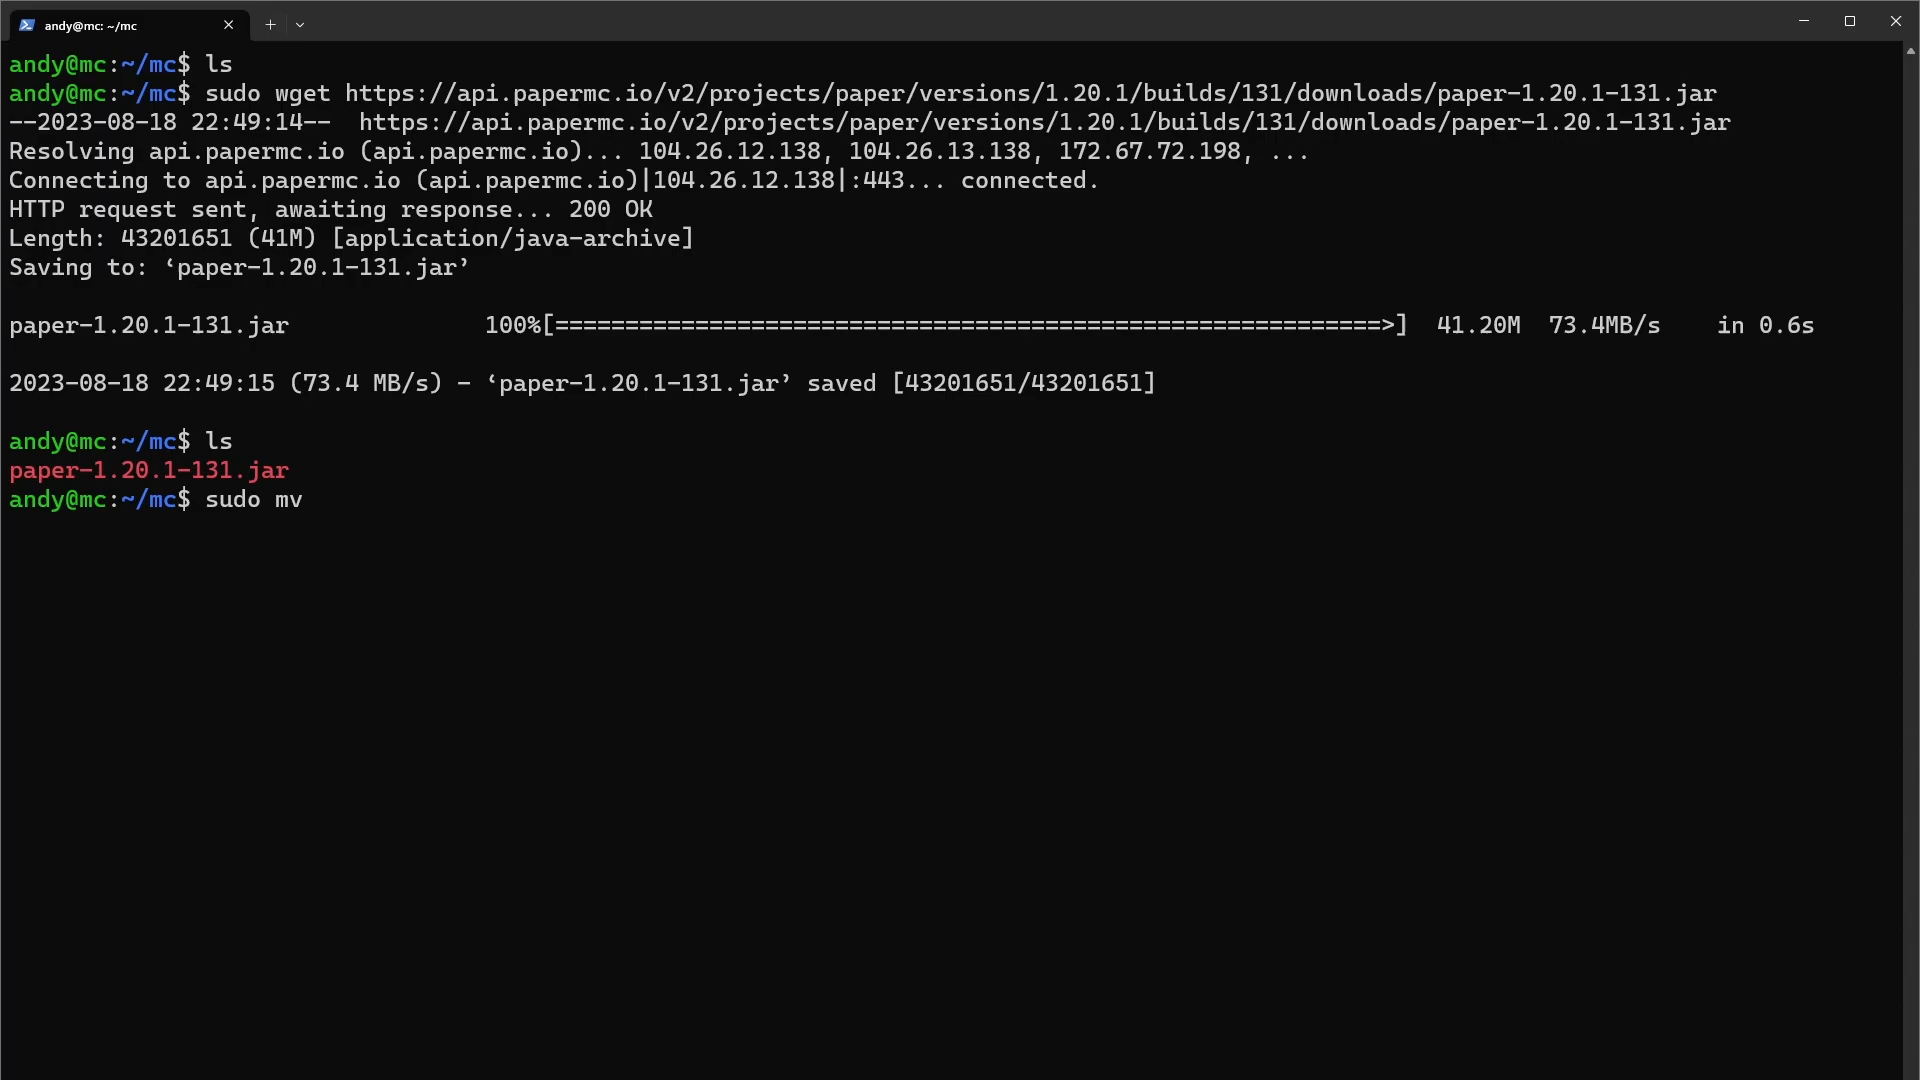 andy@mc: ~/mc
andy@mc:~/mc$ ls
andy@mc:~/mc$ sudo wget https://api.papermc.io/v2/projects/paper/versions/1.20.1/builds/131/downloads/paper-1.20.1-131.jar
--2023-08-18 22:49:14--  https://api.papermc.io/v2/projects/paper/versions/1.20.1/builds/131/downloads/paper-1.20.1-131.jar
Resolving api.papermc.io (api.papermc.io)... 104.26.12.138, 104.26.13.138, 172.67.72.198, ...
Connecting to api.papermc.io (api.papermc.io)|104.26.12.138|:443... connected.
HTTP request sent, awaiting response... 200 OK
Length: 43201651 (41M) [application/java-archive]
Saving to: ‘paper-1.20.1-131.jar’
paper-1.20.1-131.jar              100%[===========================================================>]  41.20M  73.4MB/s    in 0.6s
2023-08-18 22:49:15 (73.4 MB/s) - ‘paper-1.20.1-131.jar’ saved [43201651/43201651]
andy@mc:~/mc$ ls
paper-1.20.1-131.jar
andy@mc:~/mc$ sudo mv